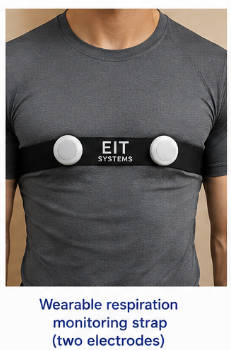 EIT
SYSTEMS
Wearable respiration
monitoring strap
(two electrodes)